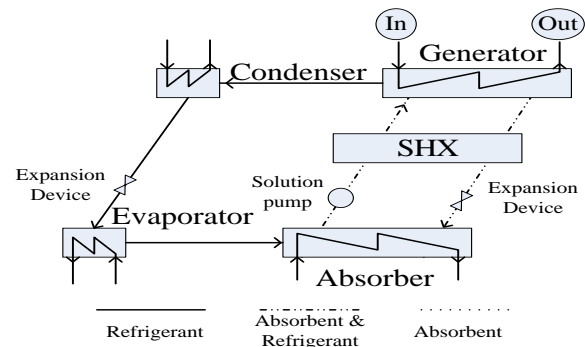 In
Out
Generator
Condenser
SHX
Expansion
Device
Solution
pump
Expansion
Device
Evaporator
Absorber
Refrigerant
Absorbent &
Refrigerant
Absorbent